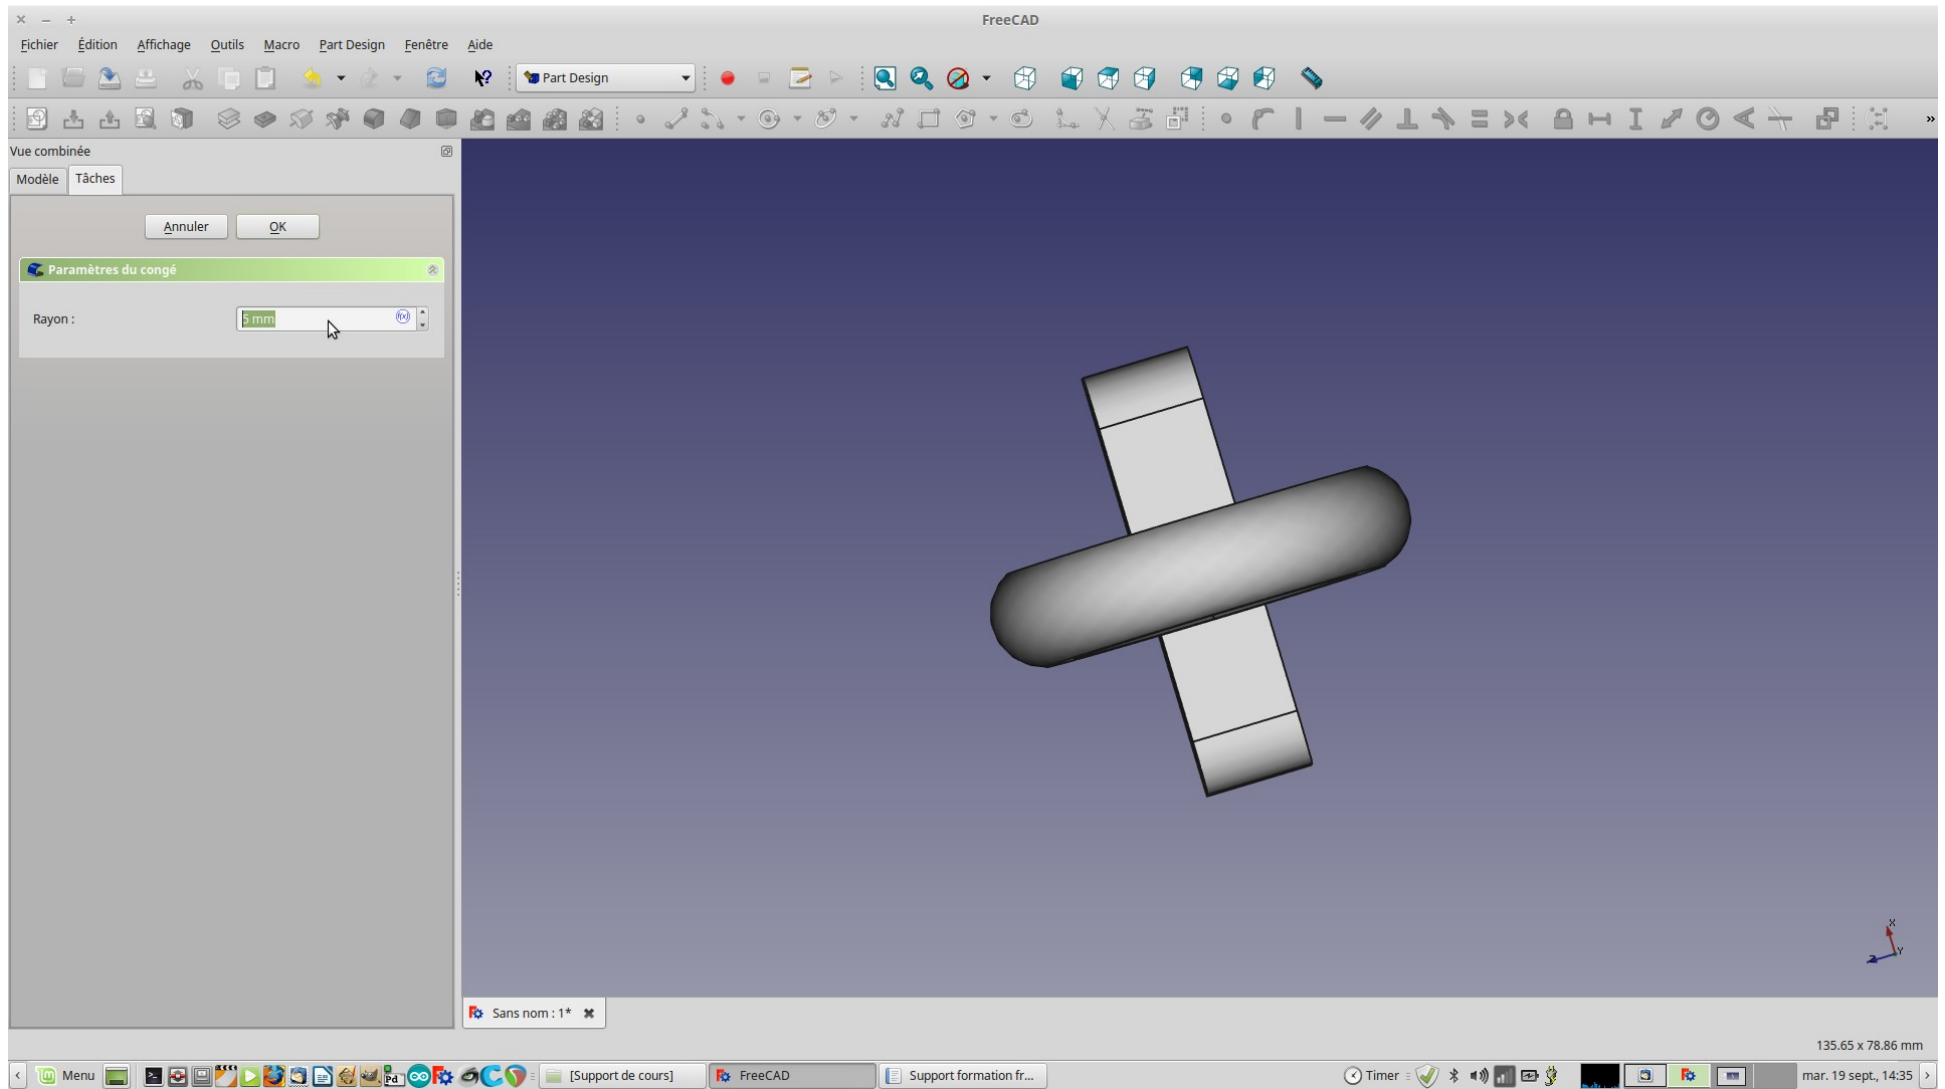 FreeCAD
Fichier Édition Affichage Outils Macro Part Design Fenêtre Aide
Part Design
»
Vue combinée
Modèle Tâches
Annuler OK
Paramètres du congé
Rayon : 5 mm
X
Y
Z
Sans nom : 1*
135.65 x 78.86 mm
Menu Pd [Support de cours] FreeCAD Support formation fr... Timer mar. 19 sept., 14:35